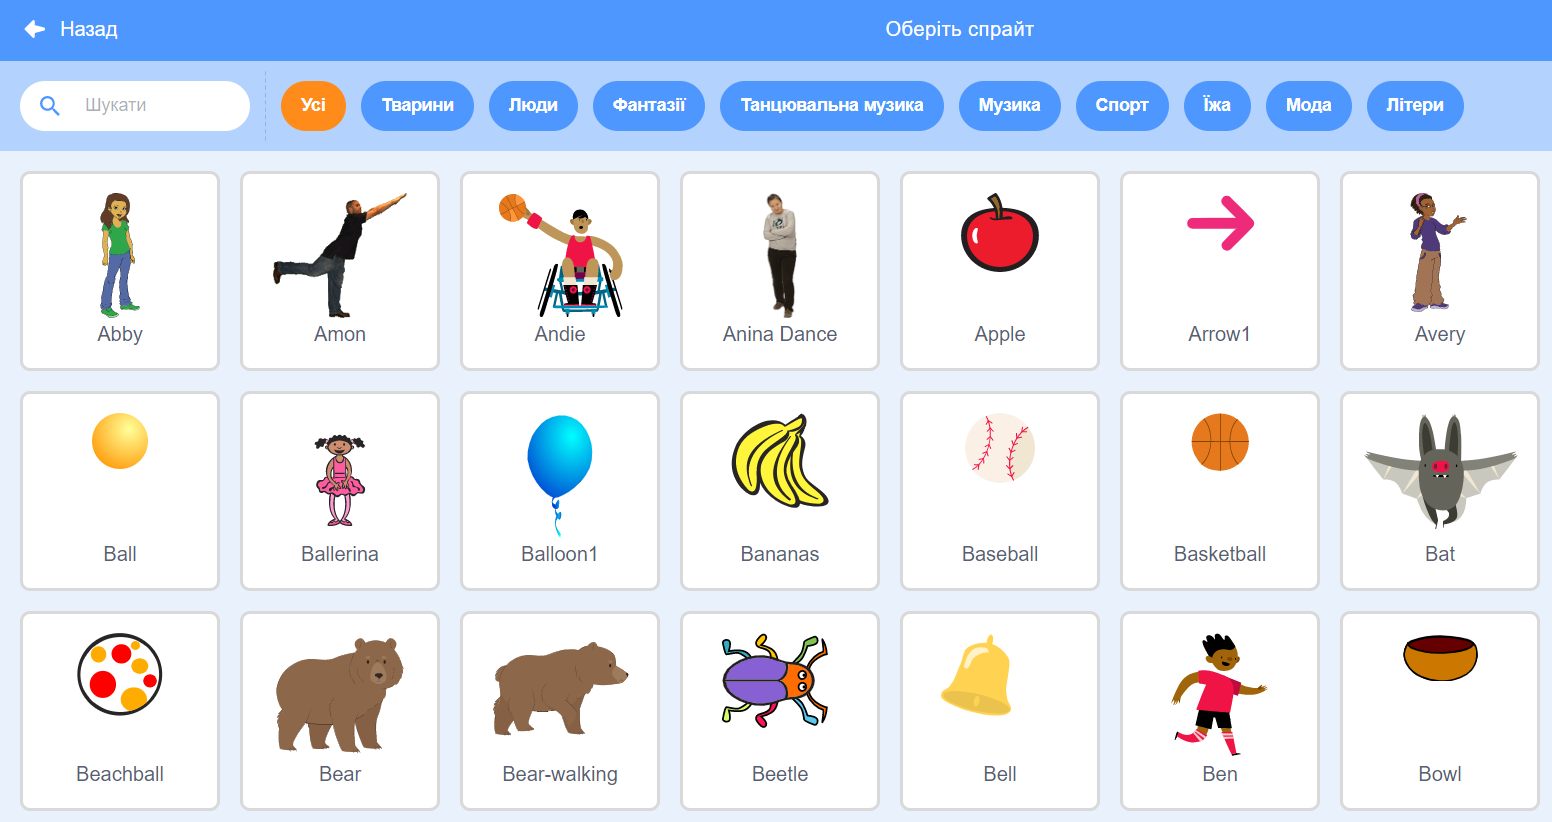 Назад
Оберіть спрайт
Шукати
Усі
Тварини
Люди
Фантазії
Танцювальна музика
Музика
Спорт
Їжа
Мода
Літери
Abby
Amon
Andie
Anina Dance
Apple
Arrow1
Avery
Ball
Ballerina
Balloon1
Bananas
Baseball
Basketball
Bat
Beachball
Bear
Bear-walking
Beetle
Bell
Ben
Bowl